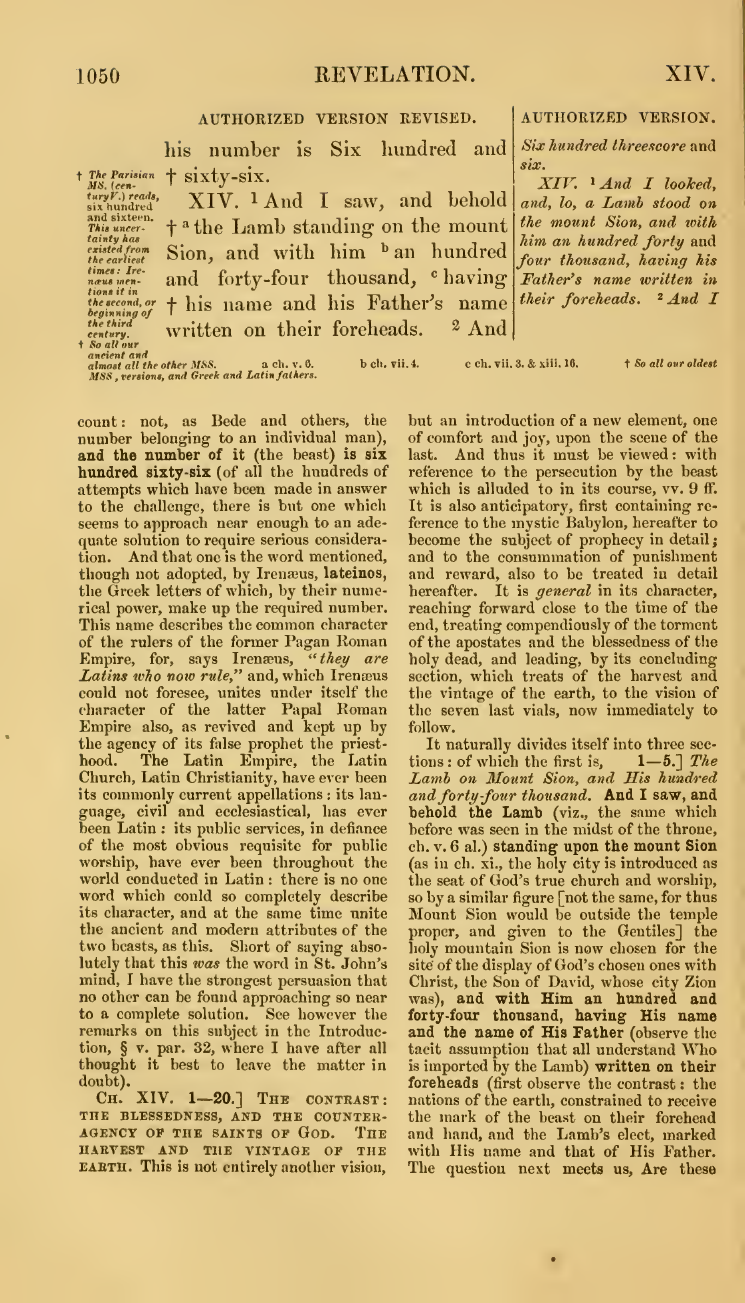 1050
REVELATION.
XIV.
AUTHORIZED VERSION REVISED.
his number is Six hundred and
† sixty-six.
XIV. 1 And I saw, and behold
† a the Lamb standing on the mount
Sion, and with him b an hundred
and forty-four thousand, c having
† his name and his Father's name
written on their foreheads. 2 And
† The Parisian
MS. (cen-
tury V.) reads,
six hundred
and sixteen.
This uncer-
tainty has
existed from
the earliest
times: Ire-
næus men-
tions it in
the second, or
beginning of
the third
century.
† So all our
ancient and
almost all the other MSS. a ch. v. 6. b ch. vii. 4. c ch. vii. 3. & xiii. 16. † So all our oldest
MSS, versions, and Greek and Latin fathers.
AUTHORIZED VERSION.
Six hundred threescore and
six.
XIV. 1 And I looked,
and, lo, a Lamb stood on
the mount Sion, and with
him an hundred forty and
four thousand, having his
Father's name written in
their foreheads. 2 And I
count: not, as Bede and others, the
number belonging to an individual man),
and the number of it (the beast) is six
hundred sixty-six (of all the hundreds of
attempts which have been made in answer
to the challenge, there is but one which
seems to approach near enough to an ade-
quate solution to require serious considera-
tion. And that one is the word mentioned,
though not adopted, by Irenæus, lateinos,
the Greek letters of which, by their nume-
rical power, make up the required number.
This name describes the common character
of the rulers of the former Pagan Roman
Empire, for, says Irenæus, "they are
Latins who now rule," and, which Irenæus
could not foresee, unites under itself the
character of the latter Papal Roman
Empire also, as revived and kept up by
the agency of its false prophet the priest-
hood. The Latin Empire, the Latin
Church, Latin Christianity, have ever been
its commonly current appellations: its lan-
guage, civil and ecclesiastical, has ever
been Latin: its public services, in defiance
of the most obvious requisite for public
worship, have ever been throughout the
world conducted in Latin: there is no one
word which could so completely describe
its character, and at the same time unite
the ancient and modern attributes of the
two beasts, as this. Short of saying abso-
lutely that this was the word in St. John's
mind, I have the strongest persuasion that
no other can be found approaching so near
to a complete solution. See however the
remarks on this subject in the Introduc-
tion, § v. par. 32, where I have after all
thought it best to leave the matter in
doubt).
CH. XIV. 1—20.] THE CONTRAST:
THE BLESSEDNESS, AND THE COUNTER-
AGENCY OF THE SAINTS OF GOD. THE
HARVEST AND THE VINTAGE OF THE
EARTH. This is not entirely another vision,
but an introduction of a new element, one
of comfort and joy, upon the scene of the
last. And thus it must be viewed: with
reference to the persecution by the beast
which is alluded to in its course, vv. 9 ff.
It is also anticipatory, first containing re-
ference to the mystic Babylon, hereafter to
become the subject of prophecy in detail;
and to the consummation of punishment
and reward, also to be treated in detail
hereafter. It is general in its character,
reaching forward close to the time of the
end, treating compendiously of the torment
of the apostates and the blessedness of the
holy dead, and leading, by its concluding
section, which treats of the harvest and
the vintage of the earth, to the vision of
the seven last vials, now immediately to
follow.
It naturally divides itself into three sec-
tions: of which the first is, 1—5.] The
Lamb on Mount Sion, and His hundred
and forty-four thousand. And I saw, and
behold the Lamb (viz., the same which
before was seen in the midst of the throne,
ch. v. 6 al.) standing upon the mount Sion
(as in ch. xi., the holy city is introduced as
the seat of God's true church and worship,
so by a similar figure [not the same, for thus
Mount Sion would be outside the temple
proper, and given to the Gentiles] the
holy mountain Sion is now chosen for the
site of the display of God's chosen ones with
Christ, the Son of David, whose city Zion
was), and with Him an hundred and
forty-four thousand, having His name
and the name of His Father (observe the
tacit assumption that all understand Who
is imported by the Lamb) written on their
foreheads (first observe the contrast: the
nations of the earth, constrained to receive
the mark of the beast on their forehead
and hand, and the Lamb's elect, marked
with His name and that of His Father.
The question next meets us, Are these